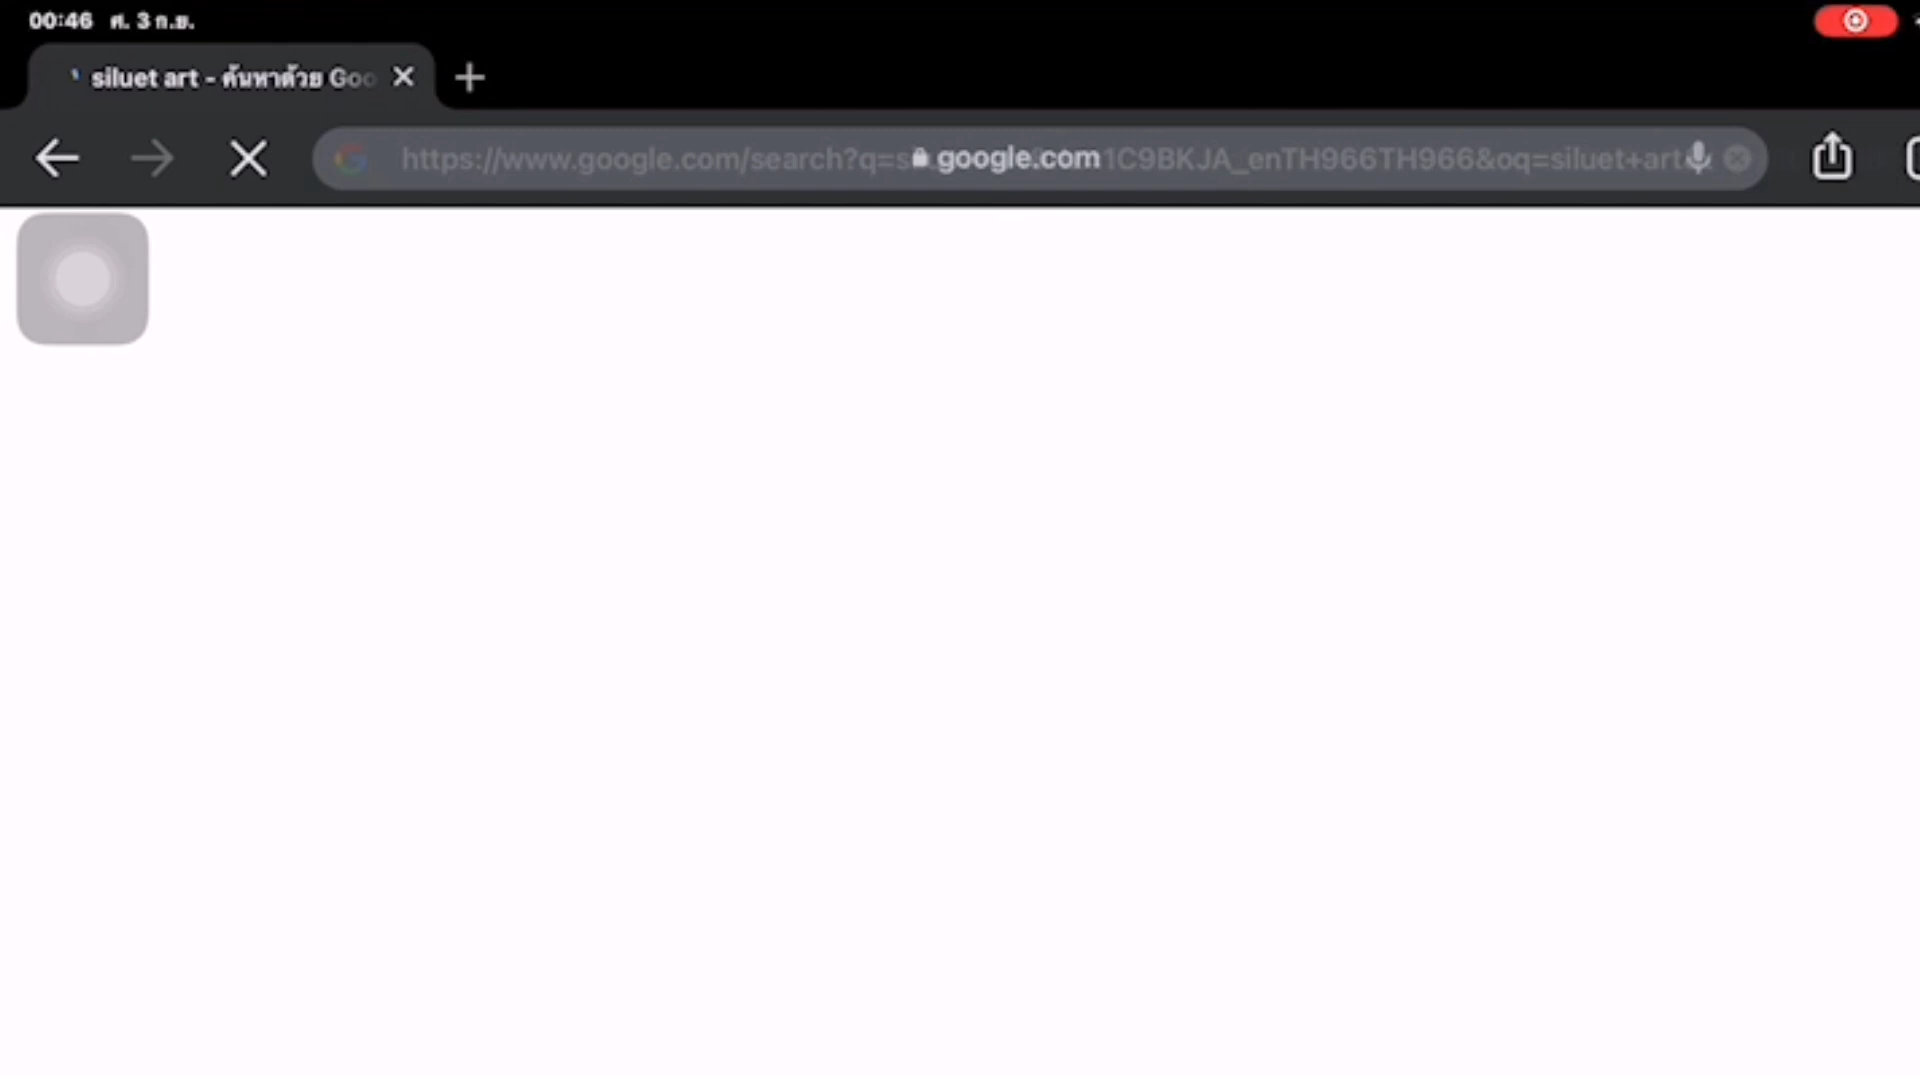 00:46 ศ. 3 ก.ย.
siluet art - ค้นหาด้วย Goo
https://www.google.com/search?q=s google.com 1C9BKJA_enTH966TH966&oq=siluet+art